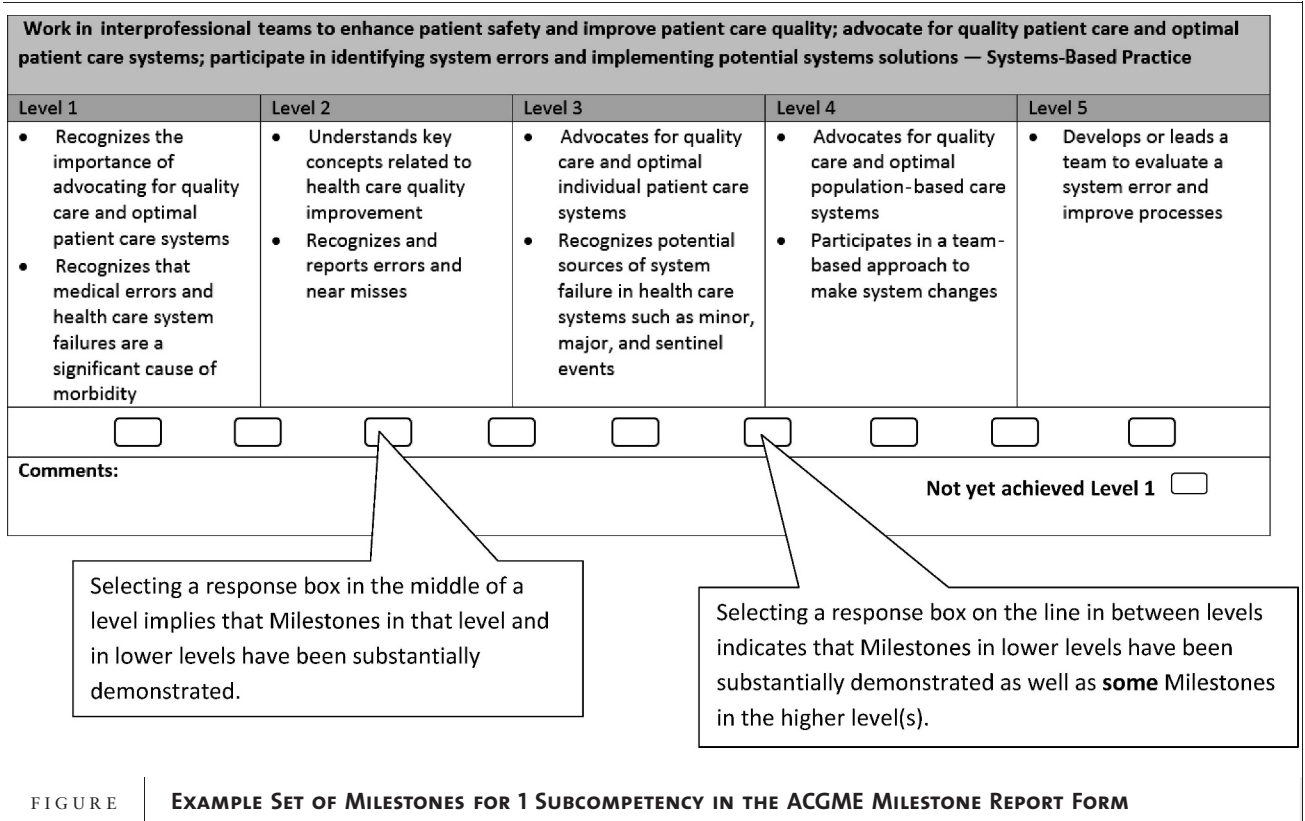 Work in interprofessional teams to enhance patient safety and improve patient care quality; advocate for quality patient care and optimal
patient care systems; participate in identifying system errors and implementing potential systems solutions — Systems-Based Practice
Level 1
Level 2
Level 3
Level 4
Level 5
• Recognizes the
importance of
advocating for quality
care and optimal
patient care systems
• Recognizes that
medical errors and
health care system
failures are a
significant cause of
morbidity
• Understands key
concepts related to
health care quality
improvement
• Recognizes and
reports errors and
near misses
• Advocates for quality
care and optimal
individual patient care
systems
• Recognizes potential
sources of system
failure in health care
systems such as minor,
major, and sentinel
events
• Advocates for quality
care and optimal
population-based care
systems
• Participates in a team-
based approach to
make system changes
• Develops or leads a
team to evaluate a
system error and
improve processes
Comments:
Not yet achieved Level 1
Selecting a response box in the middle of a
level implies that Milestones in that level and
in lower levels have been substantially
demonstrated.
Selecting a response box on the line in between levels
indicates that Milestones in lower levels have been
substantially demonstrated as well as some Milestones
in the higher level(s).
FIGURE
EXAMPLE SET OF MILESTONES FOR 1 SUBCOMPETENCY IN THE ACGME MILESTONE REPORT FORM